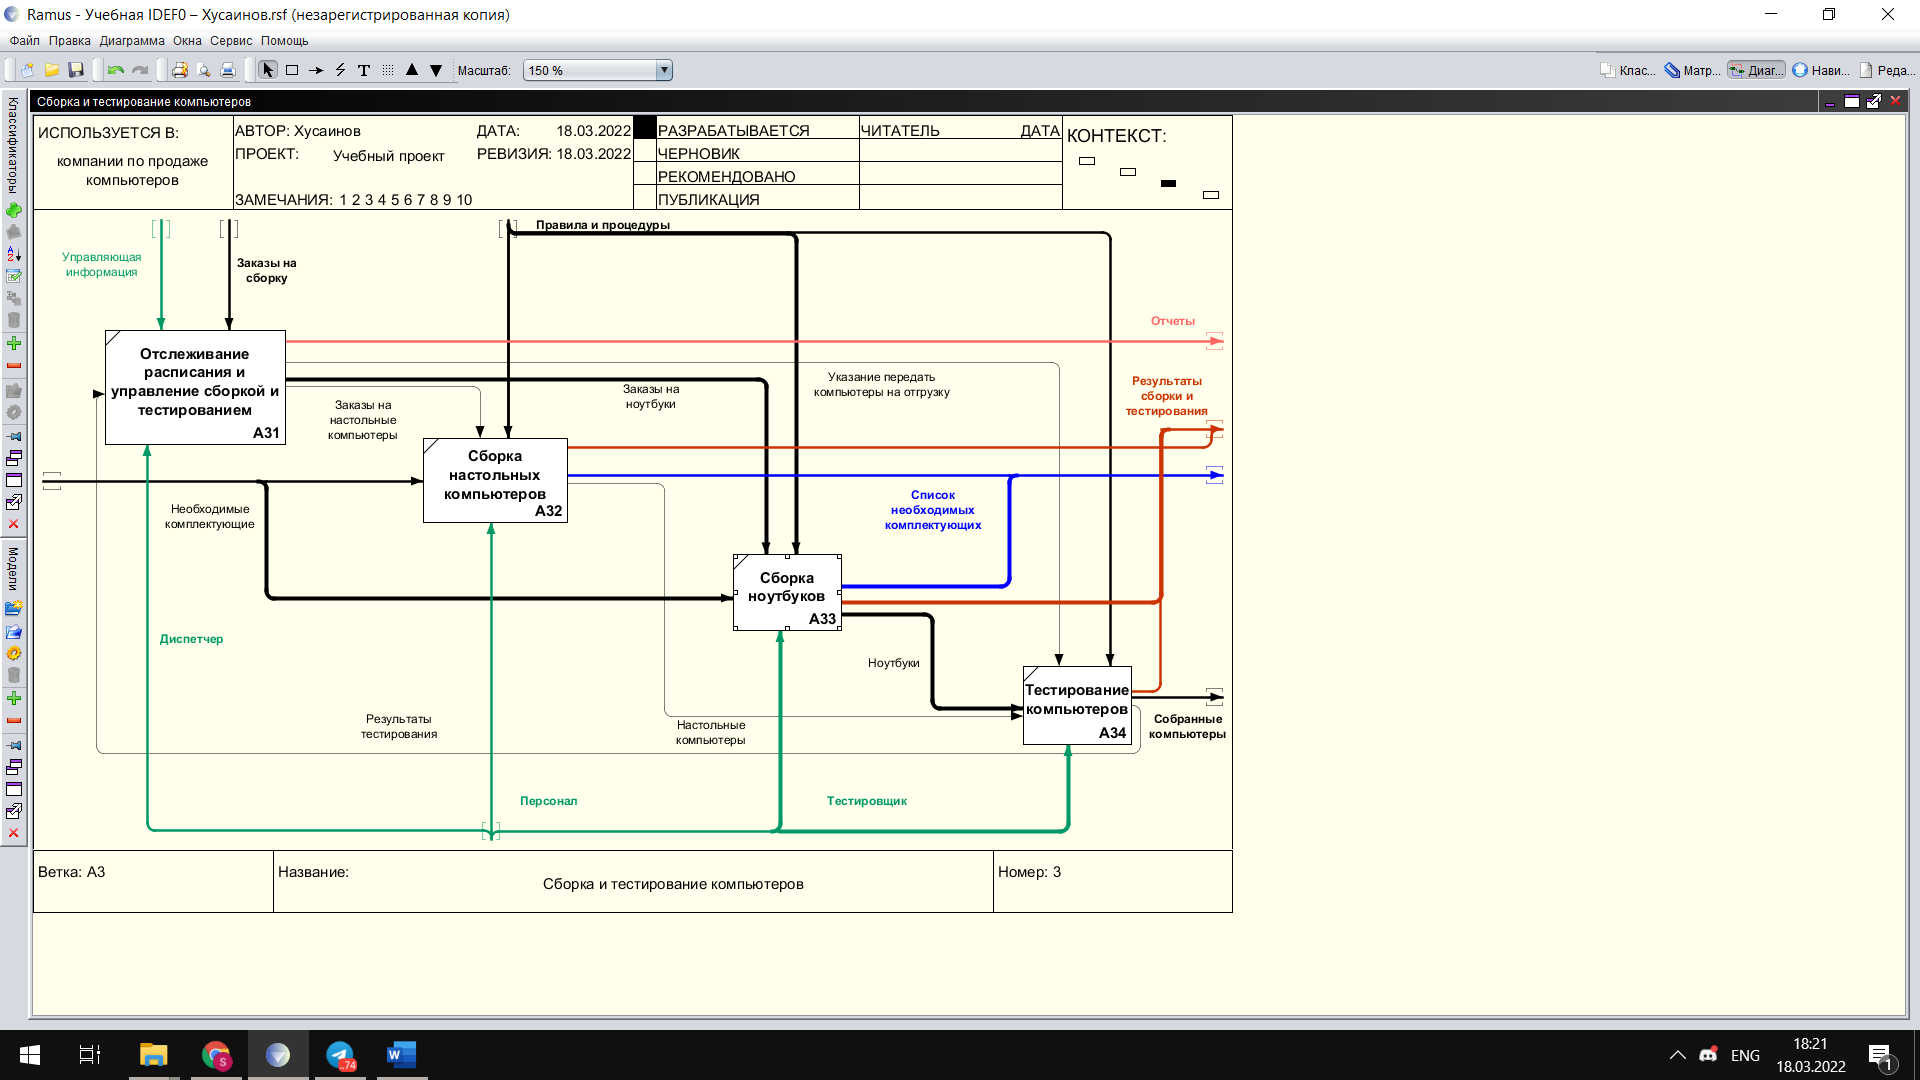 Ramus - Учебная IDEF0 – Хусаинов.rsf (незарегистрированная копия)
Файл Правка Диаграмма Окна Сервис Помощь
Масштаб: 150 %
Клас... Матр... Диаг... Нави... Реда...
Классификаторы
Модели
Сборка и тестирование компьютеров
ИСПОЛЬЗУЕТСЯ В:
компании по продаже
компьютеров
АВТОР: Хусаинов
ДАТА: 18.03.2022
ПРОЕКТ: Учебный проект
РЕВИЗИЯ: 18.03.2022
ЗАМЕЧАНИЯ: 1 2 3 4 5 6 7 8 9 10
РАЗРАБАТЫВАЕТСЯ
ЧЕРНОВИК
РЕКОМЕНДОВАНО
ПУБЛИКАЦИЯ
ЧИТАТЕЛЬ ДАТА
КОНТЕКСТ:
Правила и процедуры
Управляющая
информация
Заказы на
сборку
Отчеты
Отслеживание
расписания и
управление сборкой и
тестированием
A31
Заказы на
настольные
компьютеры
Заказы на
ноутбуки
Указание передать
компьютеры на отгрузку
Результаты
сборки и
тестирования
Сборка
настольных
компьютеров
A32
Необходимые
комплектующие
Список
необходимых
комплектующих
Сборка
ноутбуков
A33
Диспетчер
Ноутбуки
Тестирование
компьютеров
A34
Результаты
тестирования
Настольные
компьютеры
Собранные
компьютеры
Персонал
Тестировщик
Ветка: A3
Название:
Сборка и тестирование компьютеров
Номер: 3
S
..74
W
ENG
18:21
18.03.2022
1